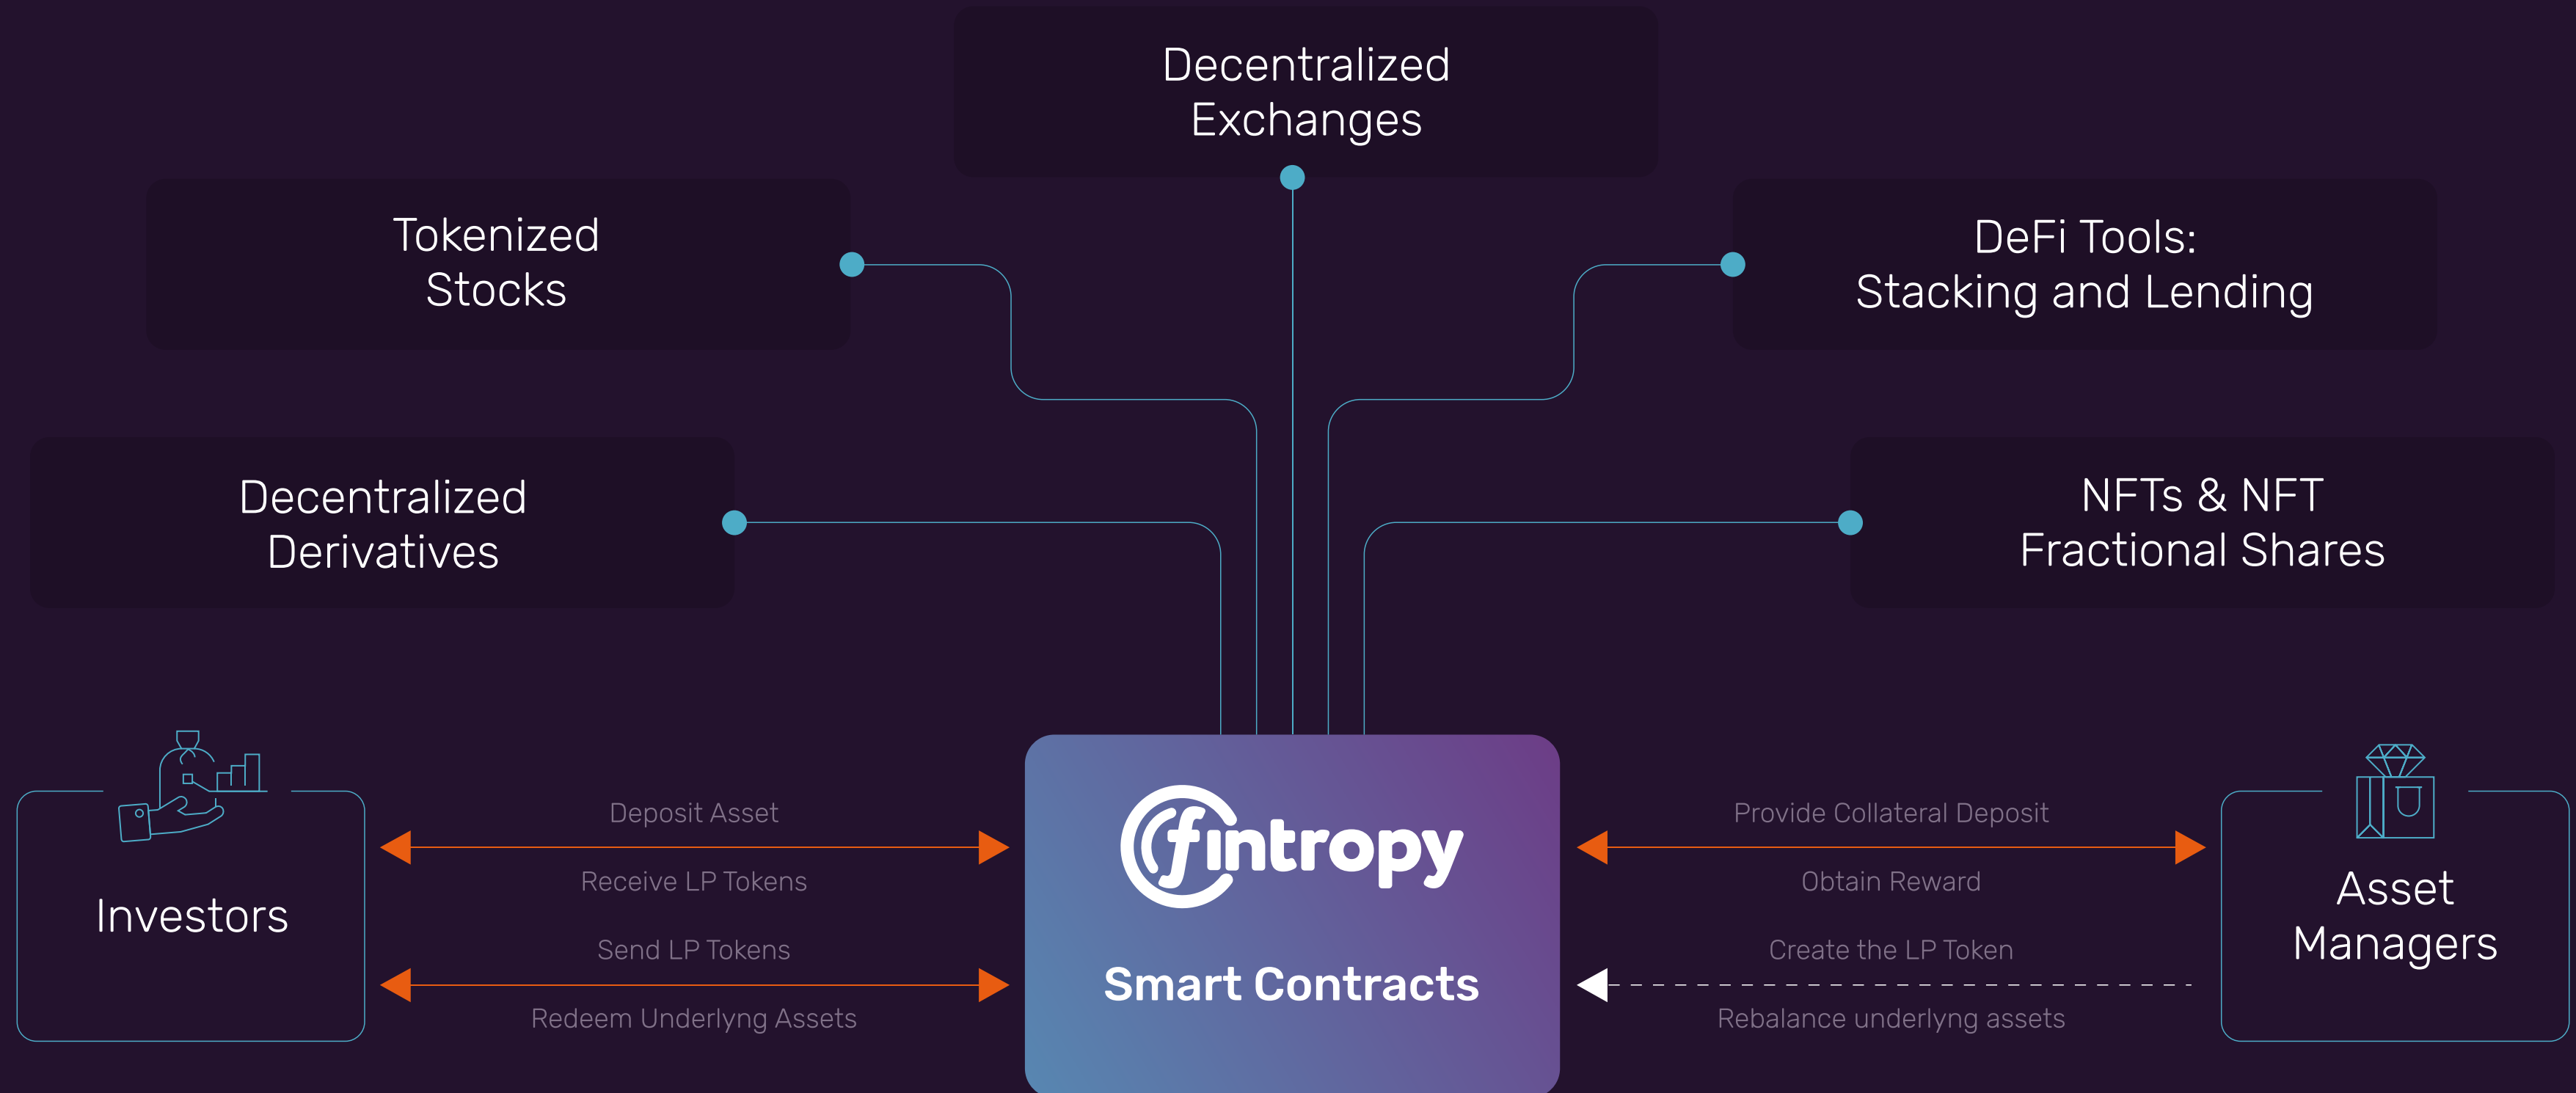 Decentralized
Exchanges
Tokenized
Stocks
DeFi Tools:
Stacking and Lending
Decentralized
Derivatives
NFTs & NFT
Fractional Shares
Investors
Deposit Asset
Receive LP Tokens
Send LP Tokens
Redeem Underlyng Assets
fintropy
Smart Contracts
Provide Collateral Deposit
Obtain Reward
Create the LP Token
Rebalance underlyng assets
Asset
Managers